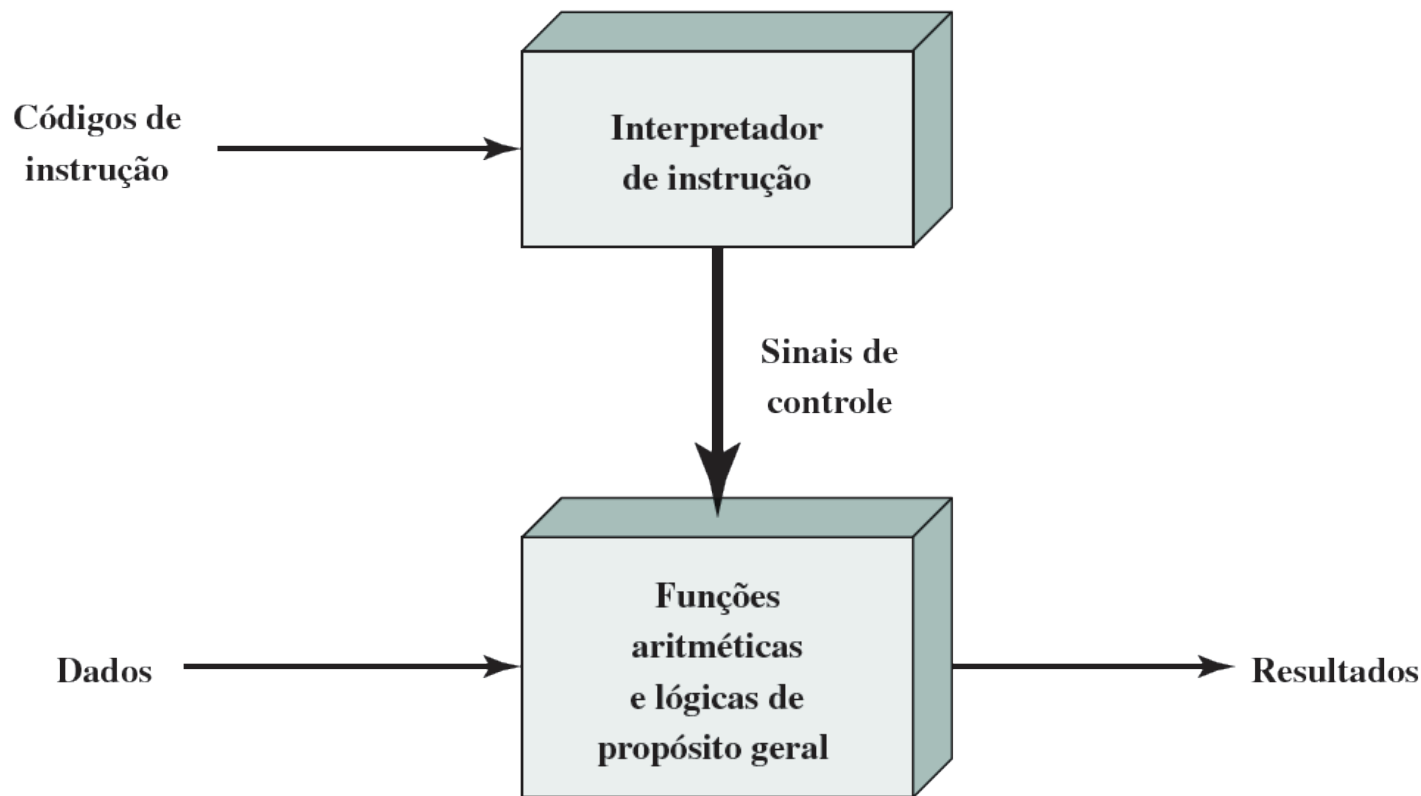 Códigos de
instrução
Interpretador
de instrução
Sinais de
controle
Dados
Funções
aritméticas
e lógicas de
propósito geral
Resultados